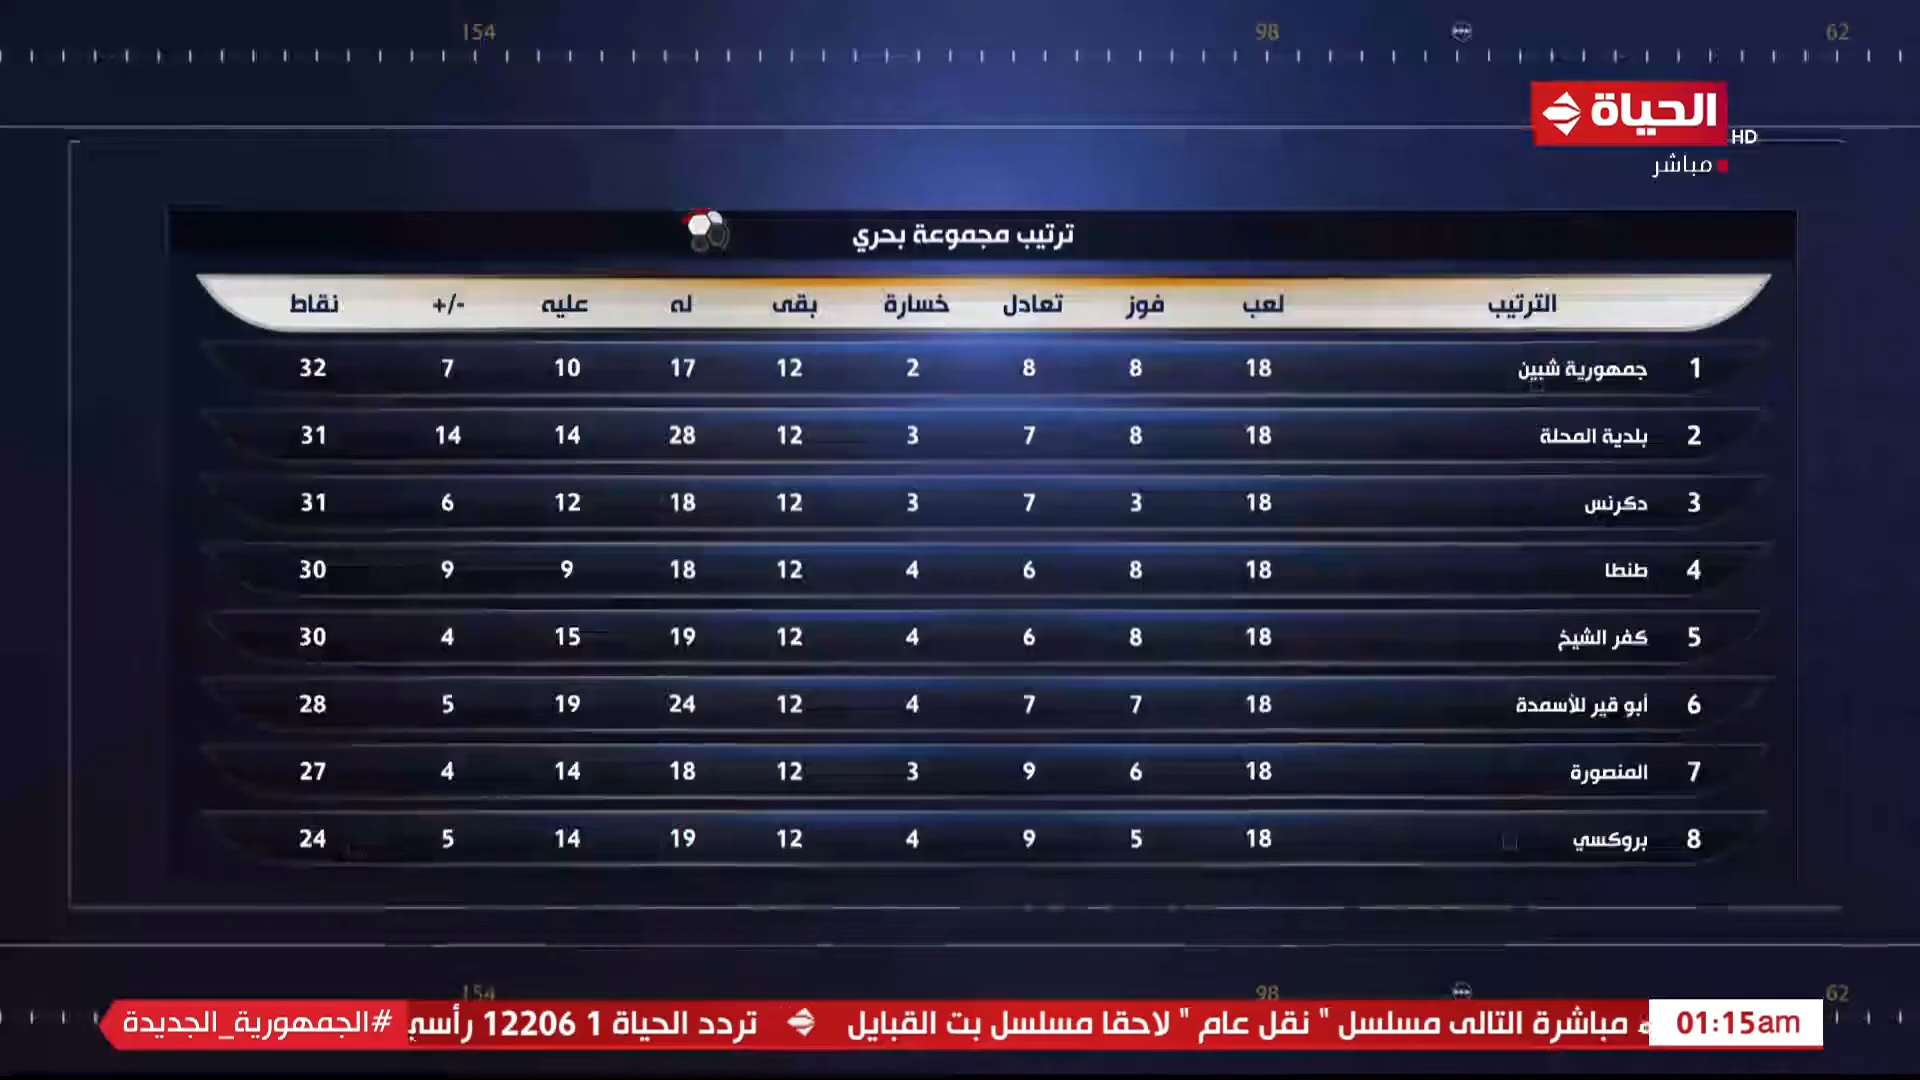 154 98 62
الحياة
HD
مباشر
ترتيب مجموعة بحري
الترتيب لعب فوز تعادل خسارة بقى له عليه +/- نقاط
1 جمهورية شبين 18 8 8 2 12 17 10 7 32
2 بلدية المحلة 18 8 7 3 12 28 14 14 31
3 دكرنس 18 3 7 3 12 18 12 6 31
4 طنطا 18 8 6 4 12 18 9 9 30
5 كفر الشيخ 18 8 6 4 12 19 15 4 30
6 أبو قير للأسمدة 18 7 7 4 12 24 19 5 28
7 المنصورة 18 6 9 3 12 18 14 4 27
8 بروكسي 18 5 9 4 12 19 14 5 24
154 98 62
01:15am
مباشرة التالى مسلسل " نقل عام " لاحقا مسلسل بت القبايل تردد الحياة 1 12206 رأسي
#الجمهورية_الجديدة